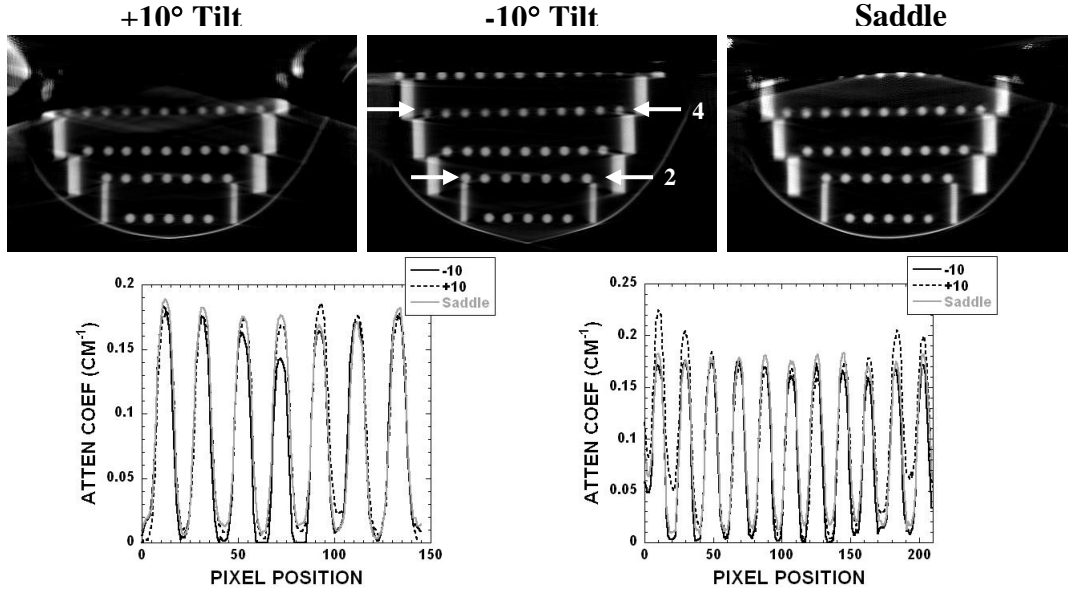 +10° Tilt
-10° Tilt
Saddle
4
2
-10
+10
Saddle
0.2
0.15
0.1
0.05
0
ATTEN COEF (CM-1)
0
50
100
150
PIXEL POSITION
-10
+10
Saddle
0.25
0.2
0.15
0.1
0.05
0
ATTEN COEF (CM-1)
0
50
100
150
200
PIXEL POSITION